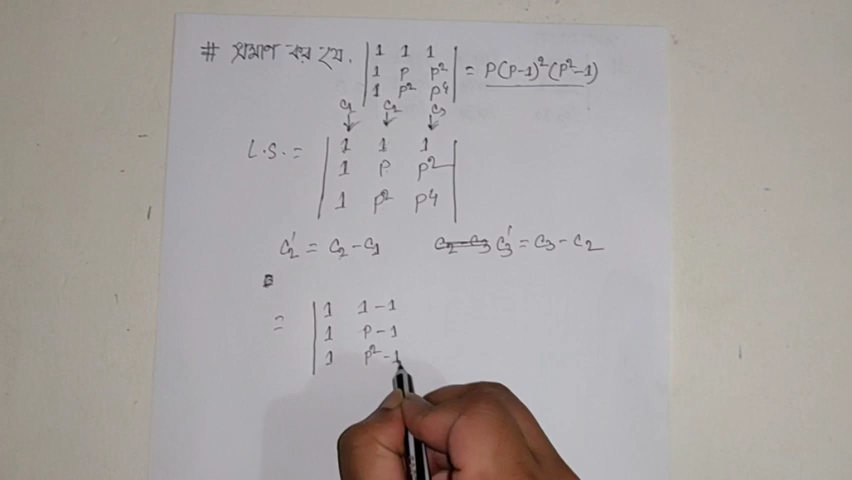 # প্রমাণ কর যে, | 1 1 1 | = P(P-1)²(P²-1)
| 1 P P² |
| 1 P² P⁴ |
C₁ C₂ C₃
↓ ↓ ↓
L.S. = | 1 1 1 |
| 1 P P² |
| 1 P² P⁴ |
C₂' = C₂ - C₁ C₃' = C₃ - C₂
= | 1 1-1
| 1 P-1
| 1 P²-1